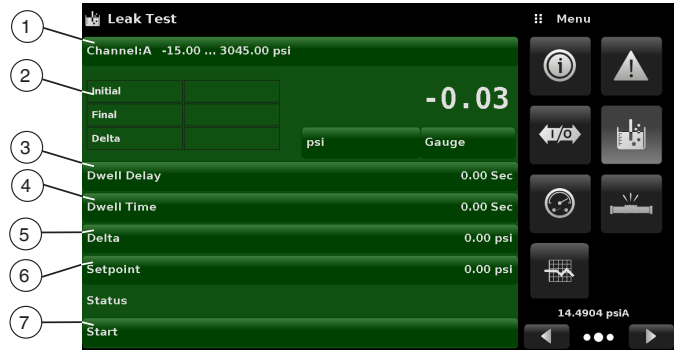 Leak Test
Menu
1
Channel:A -15.00 ... 3045.00 psi
2
Initial
Final
Delta
-0.03
psi Gauge
I/O
3
Dwell Delay 0.00 Sec
4
Dwell Time 0.00 Sec
5
Delta 0.00 psi
6
Setpoint 0.00 psi
Status
14.4904 psiA
7
Start